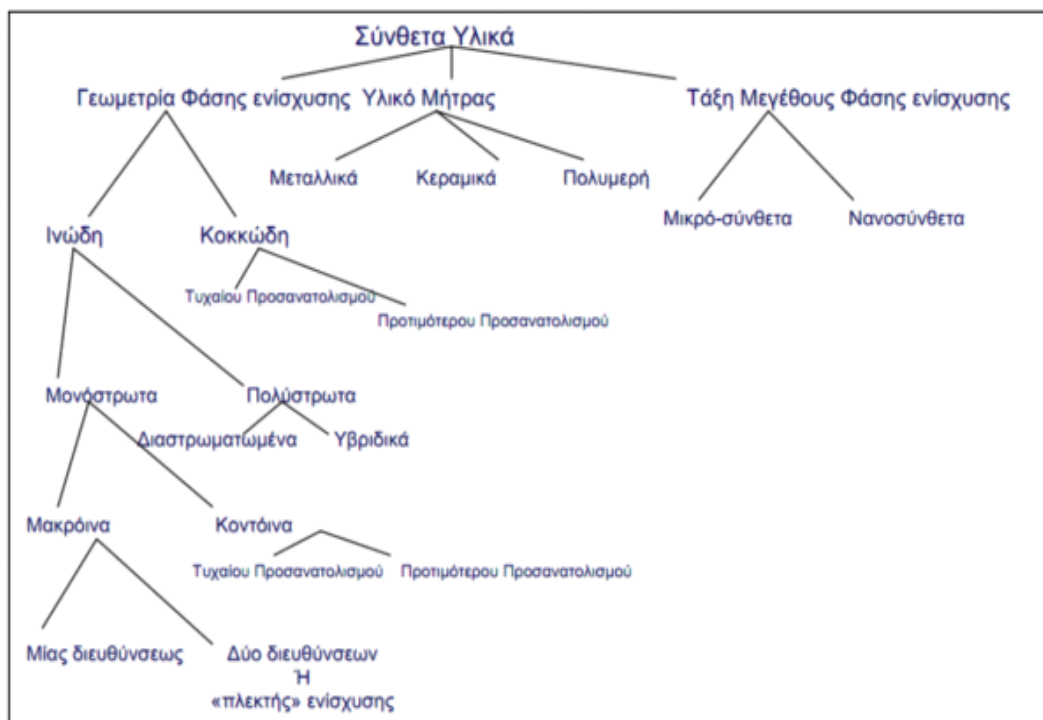 Σύνθετα Υλικά
Γεωμετρία Φάσης ενίσχυσης Υλικό Μήτρας Τάξη Μεγέθους Φάσης ενίσχυσης
Μεταλλικά Κεραμικά Πολυμερή
Μικρό-σύνθετα Νανοσύνθετα
Ινώδη Κοκκώδη
Τυχαίου Προσανατολισμού
Προτιμότερου Προσανατολισμού
Μονόστρωτα Πολύστρωτα
Διαστρωματωμένα Υβριδικά
Μακρόινα Κοντόινα
Τυχαίου Προσανατολισμού Προτιμότερου Προσανατολισμού
Μίας διευθύνσεως Δύο διευθύνσεων
Ή
«πλεκτής» ενίσχυσης